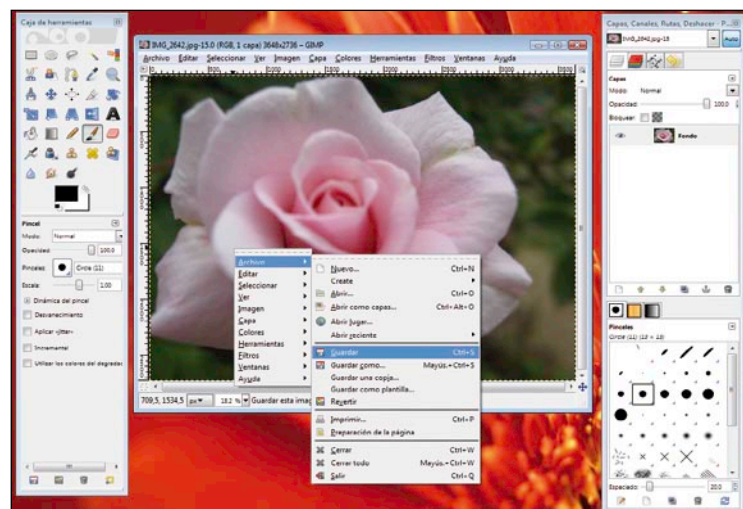 Caja de herramientas
Pincel
Modo: Normal
Opacidad: 100.0
Pinceles: Circle (11)
Escala: 1.00
Dinámica del pincel
Desvanecimiento
Aplicar «jitter»
Incremental
Utilizar los colores del degradado
IMG_2642.jpg-15.0 (RGB, 1 capa) 3648x2736 – GIMP
Archivo Editar Seleccionar Ver Imagen Capa Colores Herramientas Filtros Ventanas Ayuda
Archivo
Editar
Seleccionar
Ver
Imagen
Capa
Colores
Herramientas
Filtros
Ventanas
Ayuda
Nuevo... Ctrl+N
Create
Abrir... Ctrl+O
Abrir como capas... Ctrl+Alt+O
Abrir lugar...
Abrir reciente
Guardar Ctrl+S
Guardar como... Mayús.+Ctrl+S
Guardar una copia...
Guardar como plantilla...
Revertir
Imprimir... Ctrl+P
Preparación de la página
Cerrar Ctrl+W
Cerrar todo Mayús.+Ctrl+W
Salir Ctrl+Q
709,5, 1534,5 px 18.2 % Guardar esta imag
Capas, Canales, Rutas, Deshacer - P...
IMG_2642.jpg-15 Auto
Capas
Modo: Normal
Opacidad: 100.0
Bloquear:
Fondo
Pinceles
Circle (11) (13 × 13)
Espaciado: 20.0